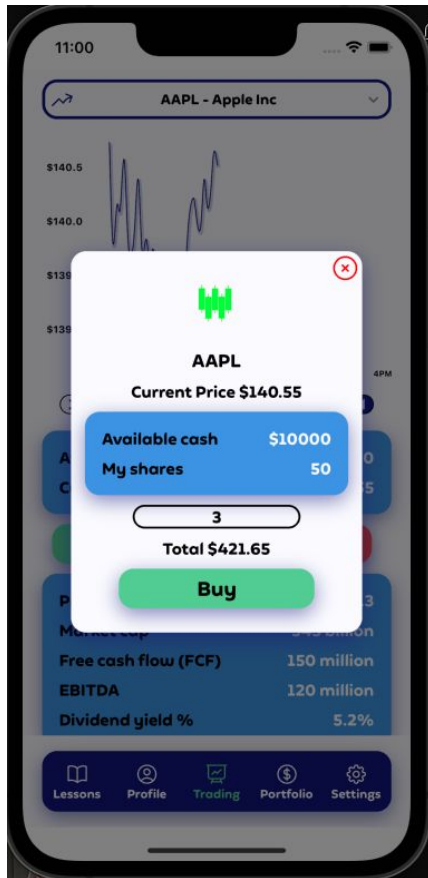 11:00
AAPL - Apple Inc
$140.5
$140.0
$139
$139
4PM
AAPL
Current Price $140.55
Available cash $10000
My shares 50
3
Total $421.65
Buy
Free cash flow (FCF) 150 million
EBITDA 120 million
Dividend yield % 5.2%
Lessons Profile Trading Portfolio Settings